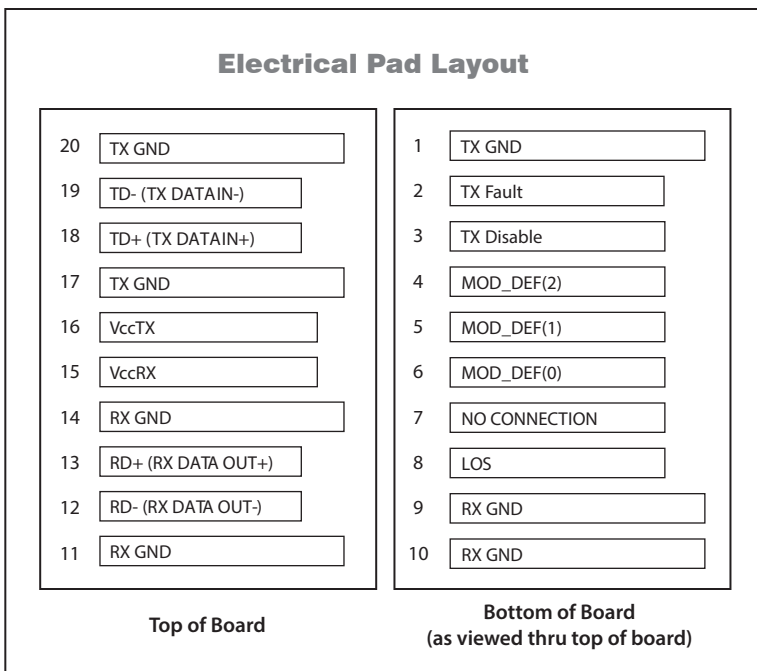 Electrical Pad Layout
20 TX GND
19 TD- (TX DATAIN-)
18 TD+ (TX DATAIN+)
17 TX GND
16 VccTX
15 VccRX
14 RX GND
13 RD+ (RX DATA OUT+)
12 RD- (RX DATA OUT-)
11 RX GND
Top of Board
1 TX GND
2 TX Fault
3 TX Disable
4 MOD_DEF(2)
5 MOD_DEF(1)
6 MOD_DEF(0)
7 NO CONNECTION
8 LOS
9 RX GND
10 RX GND
Bottom of Board
(as viewed thru top of board)